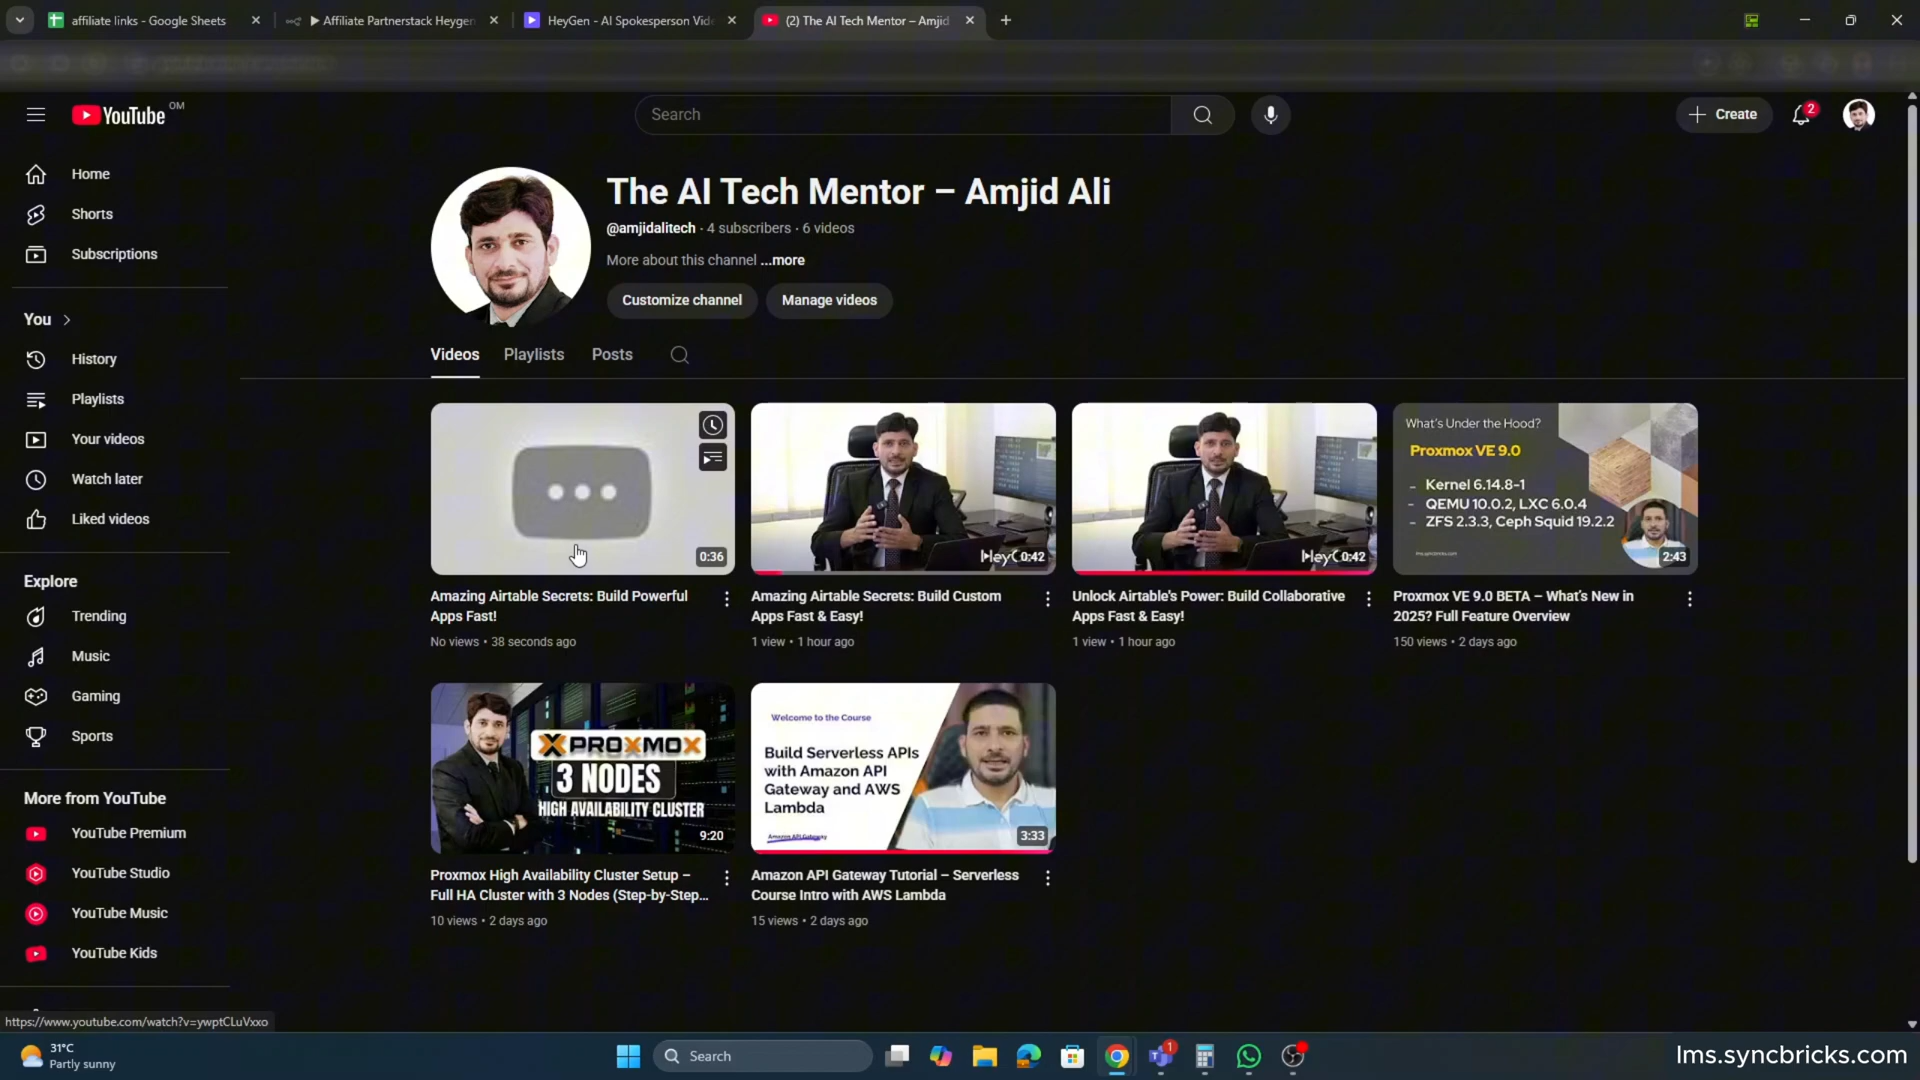 affiliate links - Google Sheets
Affiliate Partnerstack Heygen
HeyGen - AI Spokesperson Vide
(2) The AI Tech Mentor – Amjid
YouTube OM
Search
Create
2
Home
Shorts
Subscriptions
You
History
Playlists
Your videos
Watch later
Liked videos
Explore
Trending
Music
Gaming
Sports
More from YouTube
YouTube Premium
YouTube Studio
YouTube Music
YouTube Kids
The AI Tech Mentor – Amjid Ali
@amjidalitech · 4 subscribers · 6 videos
More about this channel ...more
Customize channel
Manage videos
Videos
Playlists
Posts
0:36
Amazing Airtable Secrets: Build Powerful
Apps Fast!
No views • 38 seconds ago
0:42
Amazing Airtable Secrets: Build Custom
Apps Fast & Easy!
1 view • 1 hour ago
0:42
Unlock Airtable's Power: Build Collaborative
Apps Fast & Easy!
1 view • 1 hour ago
What's Under the Hood?
Proxmox VE 9.0
- Kernel 6.14.8-1
- QEMU 10.0.2, LXC 6.0.4
- ZFS 2.3.3, Ceph Squid 19.2.2
lms.syncbricks.com
2:43
Proxmox VE 9.0 BETA – What's New in
2025? Full Feature Overview
150 views • 2 days ago
PROXMOX
3 NODES
HIGH AVAILABILITY CLUSTER
9:20
Proxmox High Availability Cluster Setup –
Full HA Cluster with 3 Nodes (Step-by-Step...
10 views • 2 days ago
Welcome to the Course
Build Serverless APIs
with Amazon API
Gateway and AWS
Lambda
Amazon API Gateway
3:33
Amazon API Gateway Tutorial – Serverless
Course Intro with AWS Lambda
15 views • 2 days ago
https://www.youtube.com/watch?v=ywptCLuVxxo
31°C
Partly sunny
Search
1
lms.syncbricks.com